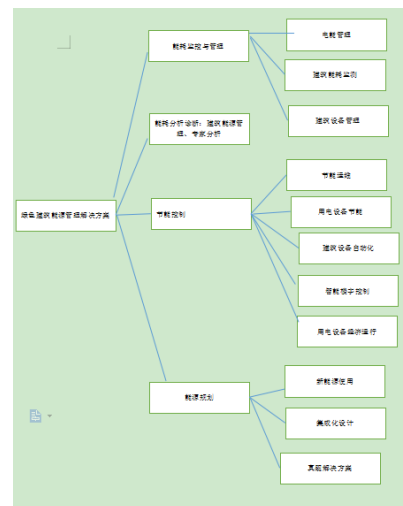 电能管理
能耗监控与管理
建筑能耗监测
建筑设备管理
能耗分析诊断：建筑能源管
理、专家分析
节能运维
绿色建筑能源管理解决方案
节能控制
用电设备节能
建筑设备自动化
智能楼宇控制
用电设备经济运行
新能源使用
能源规划
集成化设计
解决方案